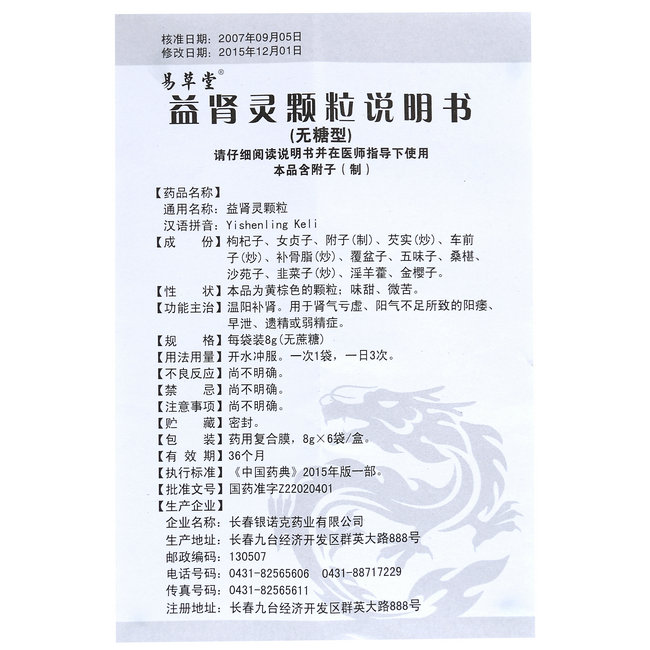 核准日期：2007年09月05日
修改日期：2015年12月01日
易草堂®
益肾灵颗粒说明书
(无糖型)
请仔细阅读说明书并在医师指导下使用
本品含附子（制）
【药品名称】
通用名称：益肾灵颗粒
汉语拼音：Yishenling Keli
【成　份】枸杞子、女贞子、附子(制)、芡实(炒)、车前
子(炒)、补骨脂(炒)、覆盆子、五味子、桑椹、
沙苑子、韭菜子(炒)、淫羊藿、金樱子。
【性　状】本品为黄棕色的颗粒；味甜、微苦。
【功能主治】温阳补肾。用于肾气亏虚、阳气不足所致的阳痿、
早泄、遗精或弱精症。
【规　格】每袋装8g(无蔗糖)
【用法用量】开水冲服。一次1袋，一日3次。
【不良反应】尚不明确。
【禁　忌】尚不明确。
【注意事项】尚不明确。
【贮　藏】密封。
【包　装】药用复合膜，8g×6袋/盒。
【有 效 期】36个月
【执行标准】《中国药典》2015年版一部。
【批准文号】国药准字Z22020401
【生产企业】
企业名称：长春银诺克药业有限公司
生产地址：长春九台经济开发区群英大路888号
邮政编码：130507
电话号码：0431-82565606　0431-88717229
传真号码：0431-82565611
注册地址：长春九台经济开发区群英大路888号